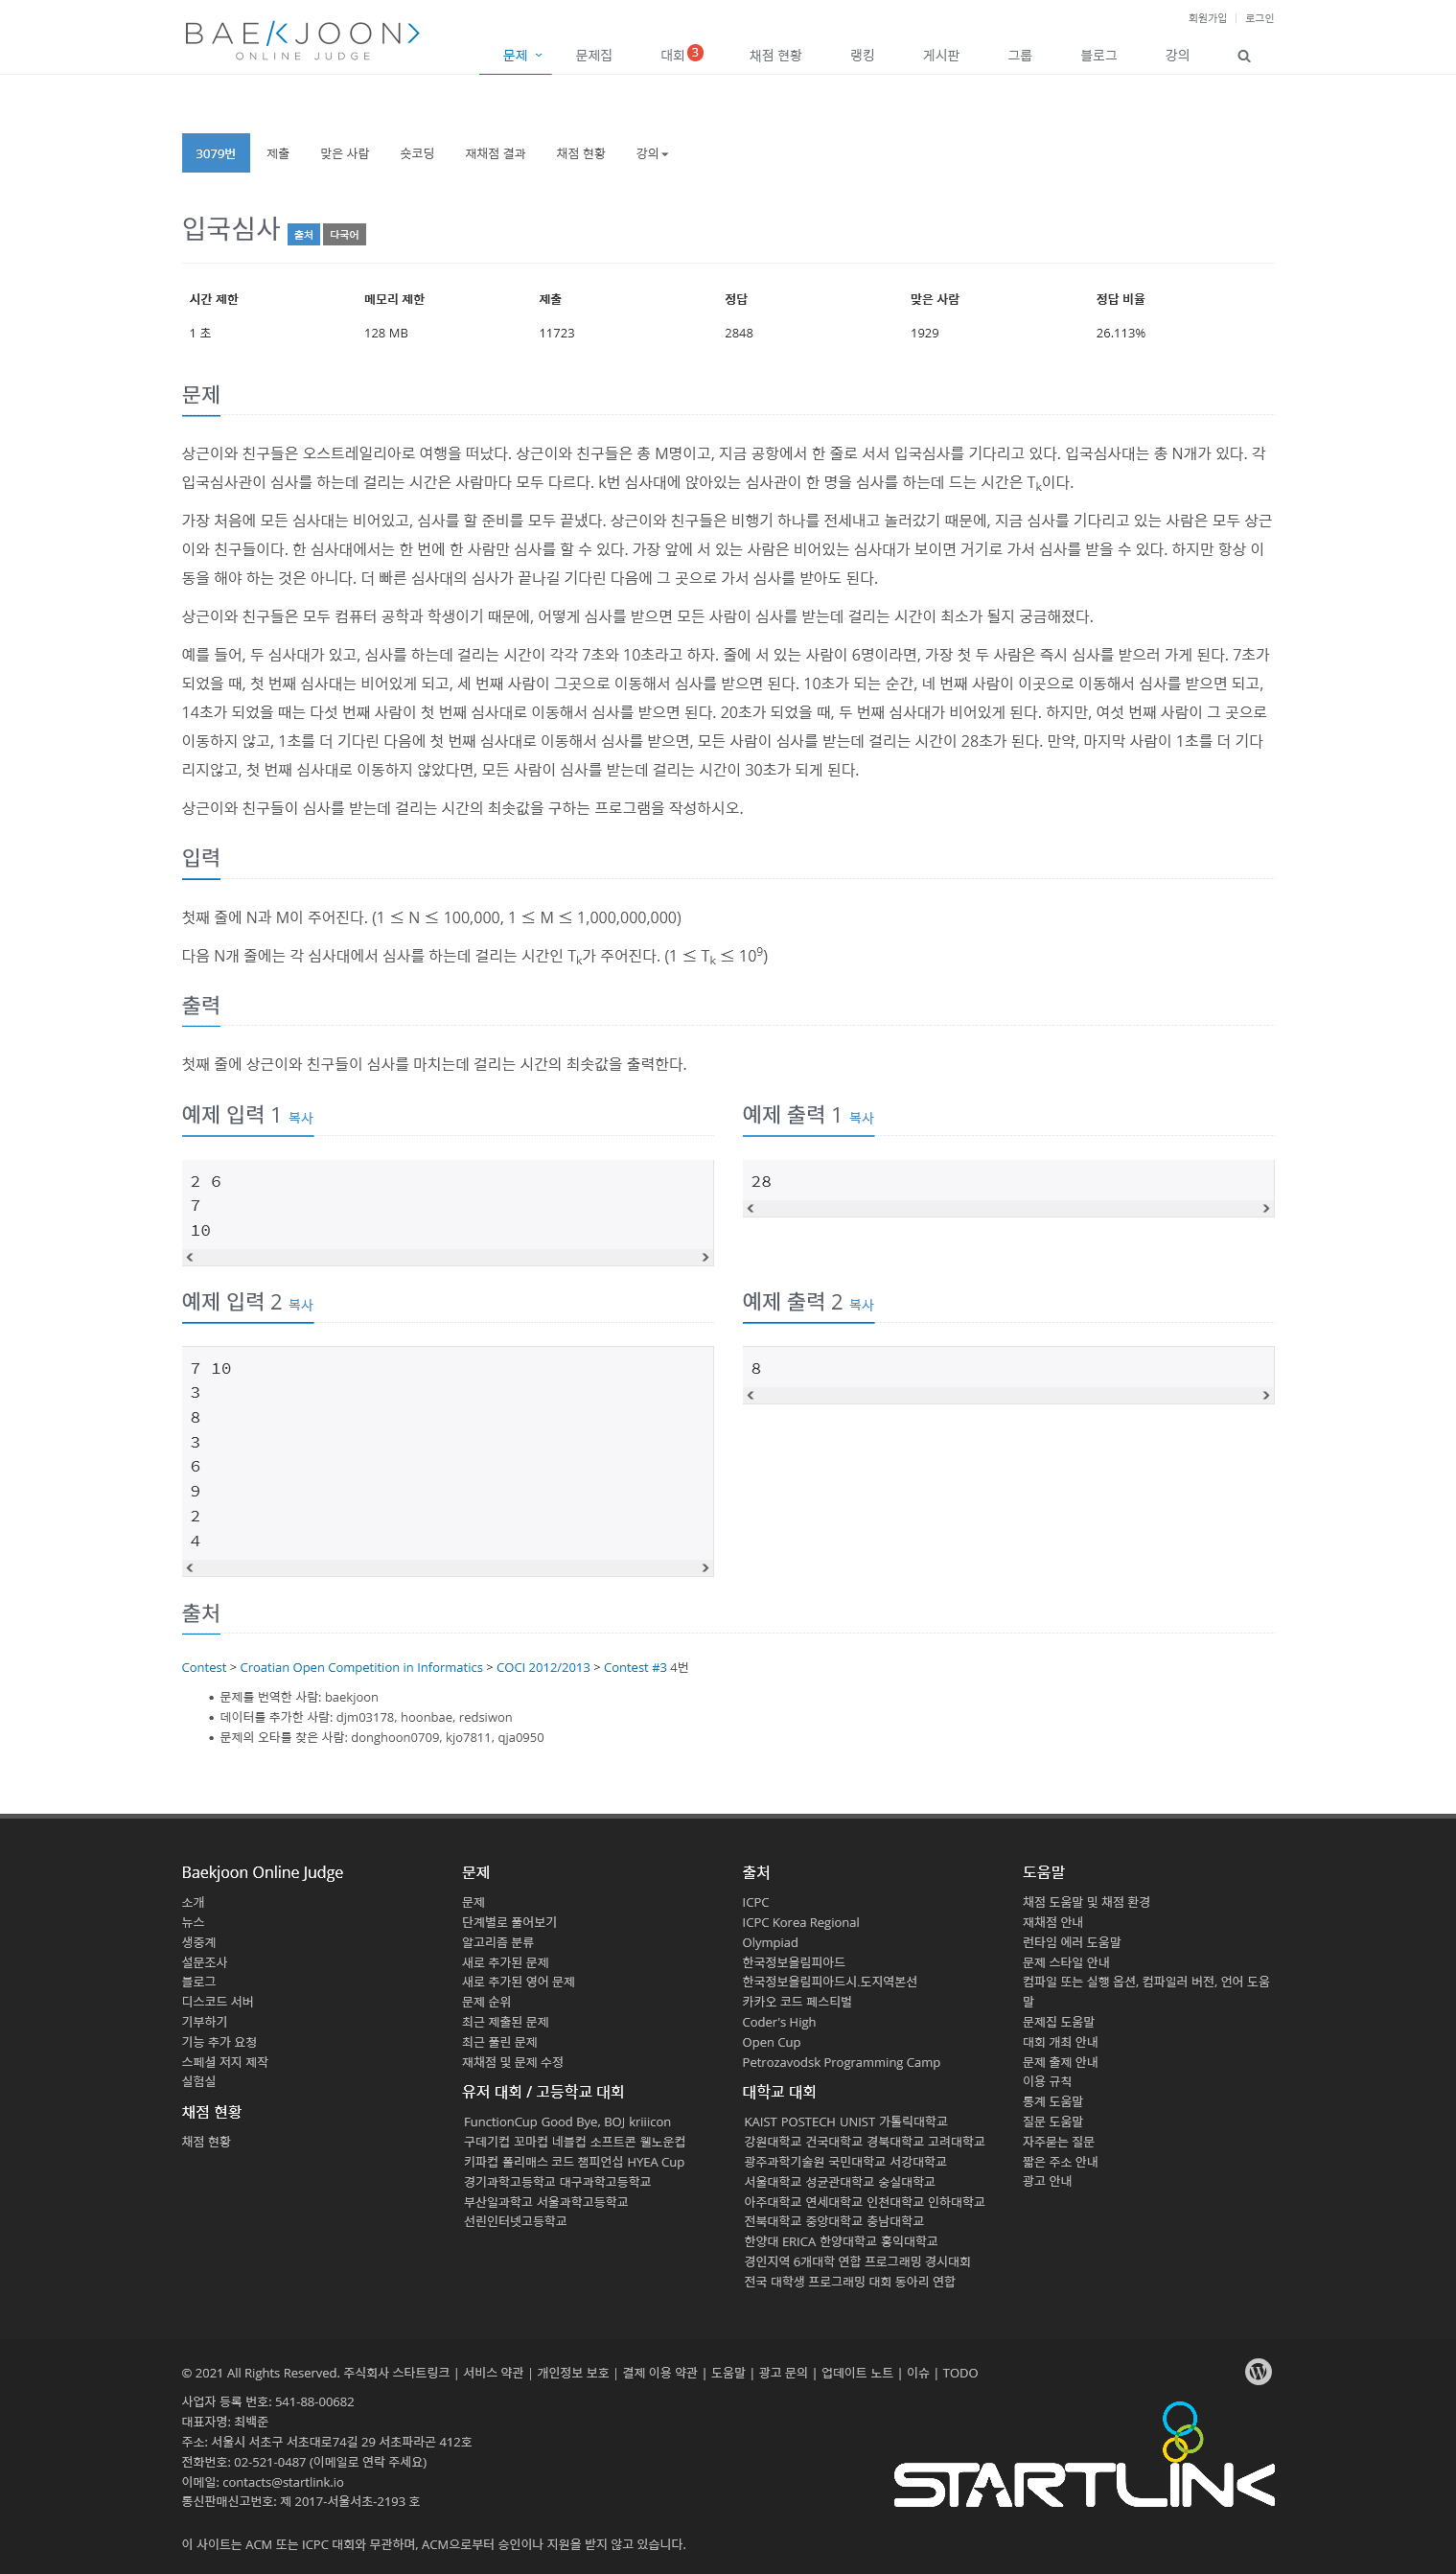 회원가입 | 로그인
BAEKJOON>
ONLINE JUDGE
문제 문제집 대회 3 채점 현황 랭킹 게시판 그룹 블로그 강의
3079번 제출 맞은 사람 숏코딩 재채점 결과 채점 현황 강의
입국심사 출처 다국어
시간 제한 메모리 제한 제출 정답 맞은 사람 정답 비율
1 초 128 MB 11723 2848 1929 26.113%
문제
상근이와 친구들은 오스트레일리아로 여행을 떠났다. 상근이와 친구들은 총 M명이고, 지금 공항에서 한 줄로 서서 입국심사를 기다리고 있다. 입국심사대는 총 N개가 있다. 각
입국심사관이 심사를 하는데 걸리는 시간은 사람마다 모두 다르다. k번 심사대에 앉아있는 심사관이 한 명을 심사를 하는데 드는 시간은 Tk이다.
가장 처음에 모든 심사대는 비어있고, 심사를 할 준비를 모두 끝냈다. 상근이와 친구들은 비행기 하나를 전세내고 놀러갔기 때문에, 지금 심사를 기다리고 있는 사람은 모두 상근
이와 친구들이다. 한 심사대에서는 한 번에 한 사람만 심사를 할 수 있다. 가장 앞에 서 있는 사람은 비어있는 심사대가 보이면 거기로 가서 심사를 받을 수 있다. 하지만 항상 이
동을 해야 하는 것은 아니다. 더 빠른 심사대의 심사가 끝나길 기다린 다음에 그 곳으로 가서 심사를 받아도 된다.
상근이와 친구들은 모두 컴퓨터 공학과 학생이기 때문에, 어떻게 심사를 받으면 모든 사람이 심사를 받는데 걸리는 시간이 최소가 될지 궁금해졌다.
예를 들어, 두 심사대가 있고, 심사를 하는데 걸리는 시간이 각각 7초와 10초라고 하자. 줄에 서 있는 사람이 6명이라면, 가장 첫 두 사람은 즉시 심사를 받으러 가게 된다. 7초가
되었을 때, 첫 번째 심사대는 비어있게 되고, 세 번째 사람이 그곳으로 이동해서 심사를 받으면 된다. 10초가 되는 순간, 네 번째 사람이 이곳으로 이동해서 심사를 받으면 되고,
14초가 되었을 때는 다섯 번째 사람이 첫 번째 심사대로 이동해서 심사를 받으면 된다. 20초가 되었을 때, 두 번째 심사대가 비어있게 된다. 하지만, 여섯 번째 사람이 그 곳으로
이동하지 않고, 1초를 더 기다린 다음에 첫 번째 심사대로 이동해서 심사를 받으면, 모든 사람이 심사를 받는데 걸리는 시간이 28초가 된다. 만약, 마지막 사람이 1초를 더 기다
리지않고, 첫 번째 심사대로 이동하지 않았다면, 모든 사람이 심사를 받는데 걸리는 시간이 30초가 되게 된다.
상근이와 친구들이 심사를 받는데 걸리는 시간의 최솟값을 구하는 프로그램을 작성하시오.
입력
첫째 줄에 N과 M이 주어진다. (1 ≤ N ≤ 100,000, 1 ≤ M ≤ 1,000,000,000)
다음 N개 줄에는 각 심사대에서 심사를 하는데 걸리는 시간인 Tk가 주어진다. (1 ≤ Tk ≤ 10⁹)
출력
첫째 줄에 상근이와 친구들이 심사를 마치는데 걸리는 시간의 최솟값을 출력한다.
예제 입력 1 복사
2 6
7
10
예제 출력 1 복사
28
예제 입력 2 복사
7 10
3
8
3
6
9
2
4
예제 출력 2 복사
8
출처
Contest > Croatian Open Competition in Informatics > COCI 2012/2013 > Contest #3 4번
• 문제를 번역한 사람: baekjoon
• 데이터를 추가한 사람: djm03178, hoonbae, redsiwon
• 문제의 오타를 찾은 사람: donghoon0709, kjo7811, qja0950
Baekjoon Online Judge
소개
뉴스
생중계
설문조사
블로그
디스코드 서버
기부하기
기능 추가 요청
스페셜 저지 제작
실험실
채점 현황
채점 현황
문제
문제
단계별로 풀어보기
알고리즘 분류
새로 추가된 문제
새로 추가된 영어 문제
문제 순위
최근 제출된 문제
최근 풀린 문제
재채점 및 문제 수정
유저 대회 / 고등학교 대회
FunctionCup Good Bye, BOJ kriiicon
구데기컵 꼬마컵 네블컵 소프트콘 웰노운컵
키파컵 폴리매스 코드 챔피언십 HYEA Cup
경기과학고등학교 대구과학고등학교
부산일과학고 서울과학고등학교
선린인터넷고등학교
출처
ICPC
ICPC Korea Regional
Olympiad
한국정보올림피아드
한국정보올림피아드시.도지역본선
카카오 코드 페스티벌
Coder's High
Open Cup
Petrozavodsk Programming Camp
대학교 대회
KAIST POSTECH UNIST 가톨릭대학교
강원대학교 건국대학교 경북대학교 고려대학교
광주과학기술원 국민대학교 서강대학교
서울대학교 성균관대학교 숭실대학교
아주대학교 연세대학교 인천대학교 인하대학교
전북대학교 중앙대학교 충남대학교
한양대 ERICA 한양대학교 홍익대학교
경인지역 6개대학 연합 프로그래밍 경시대회
전국 대학생 프로그래밍 대회 동아리 연합
도움말
채점 도움말 및 채점 환경
재채점 안내
런타임 에러 도움말
문제 스타일 안내
컴파일 또는 실행 옵션, 컴파일러 버전, 언어 도움
말
문제집 도움말
대회 개최 안내
문제 출제 안내
이용 규칙
통계 도움말
질문 도움말
자주묻는 질문
짧은 주소 안내
광고 안내
© 2021 All Rights Reserved. 주식회사 스타트링크 | 서비스 약관 | 개인정보 보호 | 결제 이용 약관 | 도움말 | 광고 문의 | 업데이트 노트 | 이슈 | TODO
사업자 등록 번호: 541-88-00682
대표자명: 최백준
주소: 서울시 서초구 서초대로74길 29 서초파라곤 412호
전화번호: 02-521-0487 (이메일로 연락 주세요)
이메일: contacts@startlink.io
통신판매신고번호: 제 2017-서울서초-2193 호
STARTLINK
이 사이트는 ACM 또는 ICPC 대회와 무관하며, ACM으로부터 승인이나 지원을 받지 않고 있습니다.